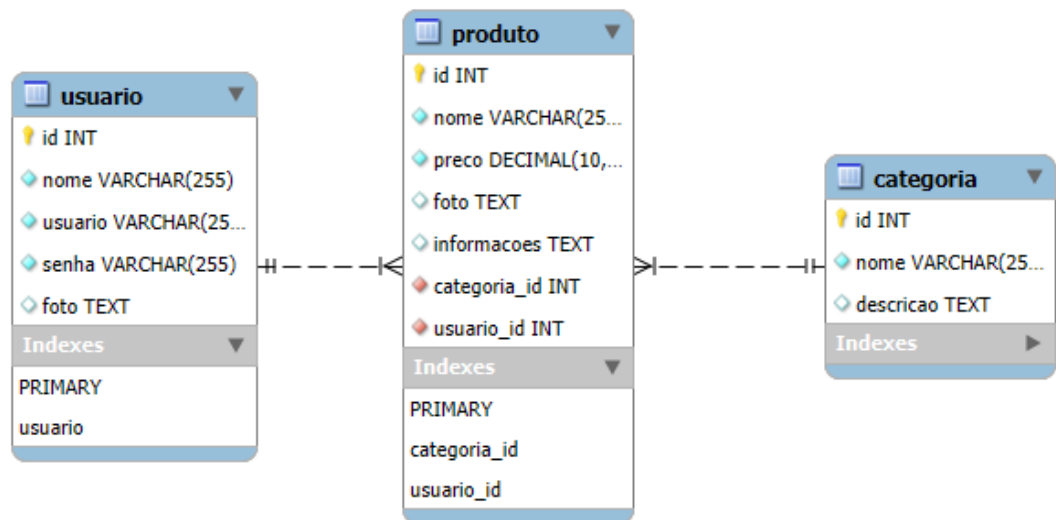 usuario
id INT
nome VARCHAR(255)
usuario VARCHAR(25...
senha VARCHAR(255)
foto TEXT
Indexes
PRIMARY
usuario
produto
id INT
nome VARCHAR(25...
preco DECIMAL(10,...
foto TEXT
informacoes TEXT
categoria_id INT
usuario_id INT
Indexes
PRIMARY
categoria_id
usuario_id
categoria
id INT
nome VARCHAR(25...
descricao TEXT
Indexes